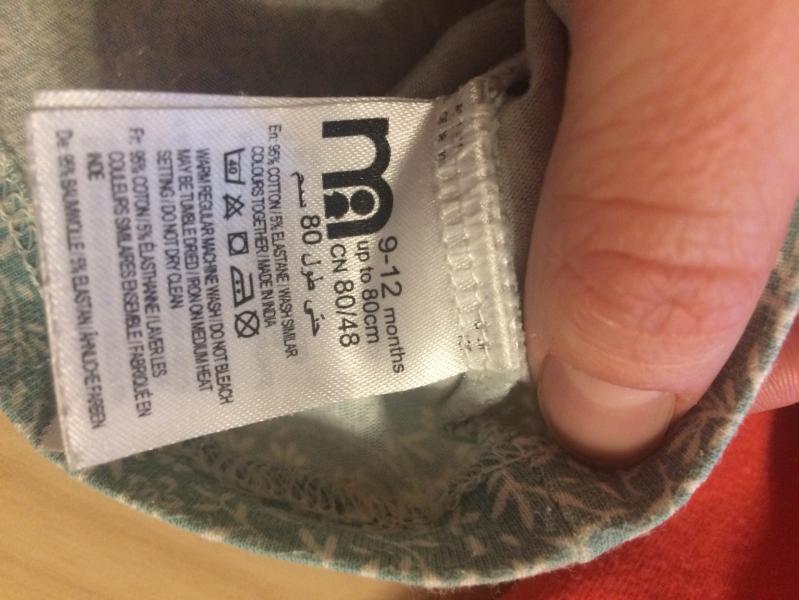 m
9-12 months
up to 80cm
CN 80/48
حتى طول 80 سم
En: 95% COTTON / 5% ELASTANE / WASH SIMILAR
COLOURS TOGETHER / MADE IN INDIA
40
WARM REGULAR MACHINE WASH / DO NOT BLEACH
MAY BE TUMBLE DRIED / IRON ON MEDIUM HEAT
SETTING / DO NOT DRY CLEAN
Fr: 95% COTON / 5% ÉLASTHANNE / LAVER LES
COULEURS SIMILAIRES ENSEMBLE / FABRIQUÉ EN
INDE
De: 95% BAUMWOLLE 5% ELASTAN / ÄHNLICHE FARBEN